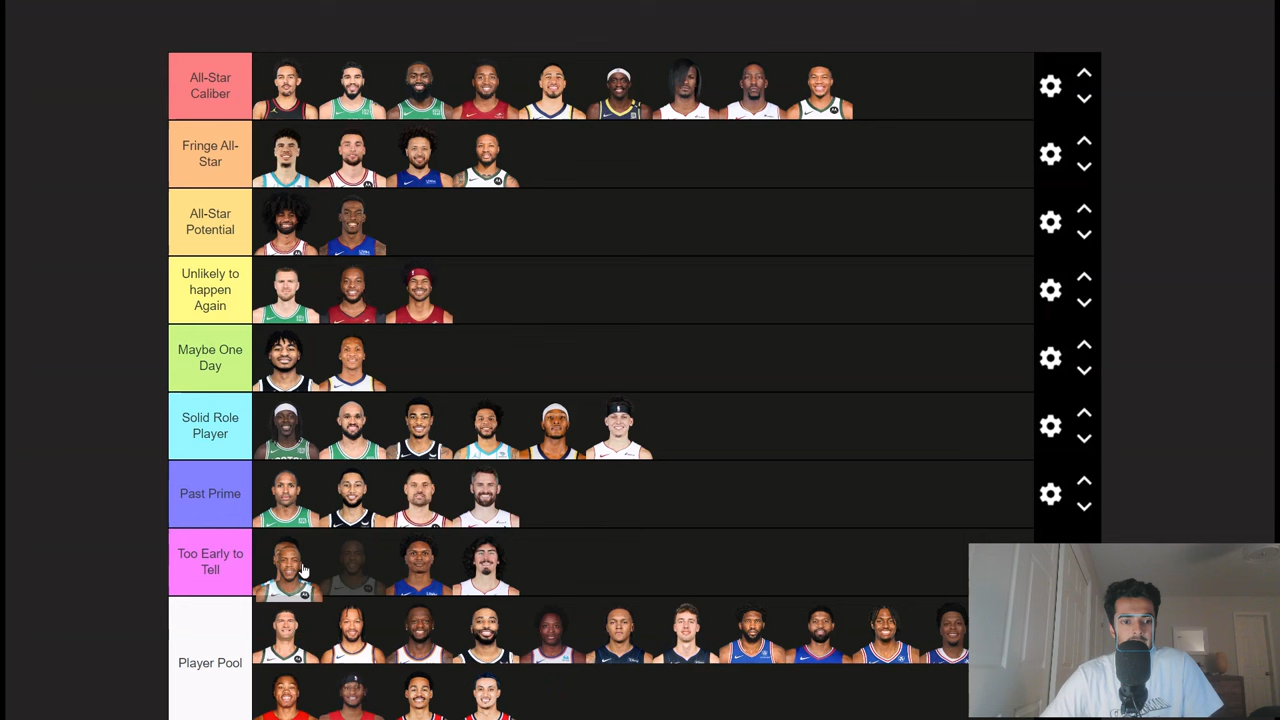 All-Star
Caliber
Fringe All-
Star
All-Star
Potential
Unlikely to
happen
Again
Maybe One
Day
Solid Role
Player
Past Prime
Too Early to
Tell
Player Pool